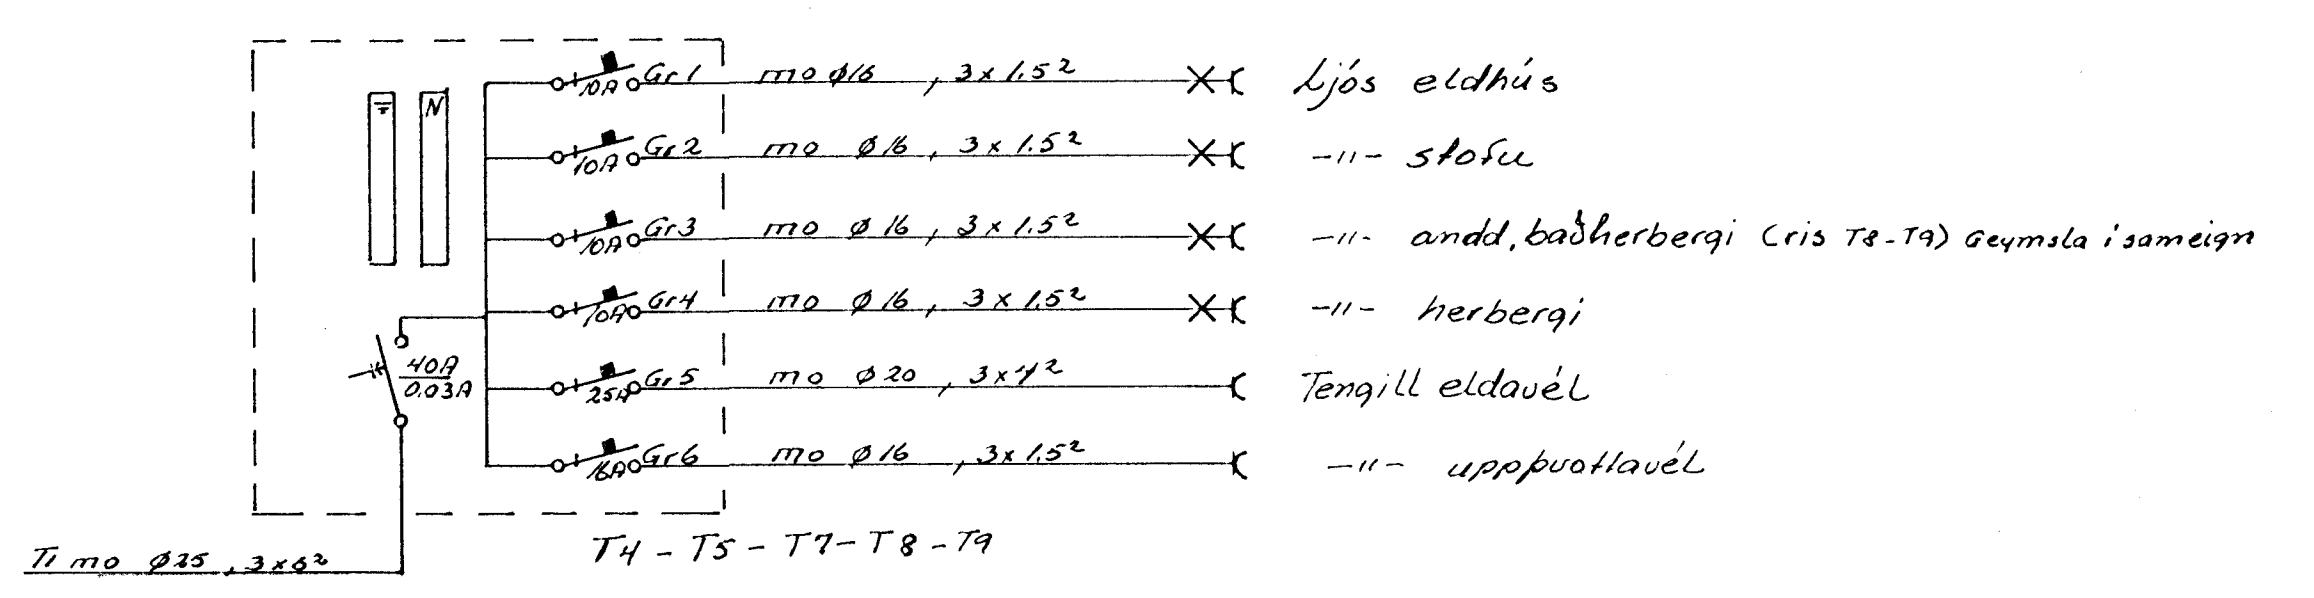 Gr1 mo ø16, 3x1.5² Ljós eldhús
10A
N
Gr2 mo ø16, 3x1.5² -"- stofu
10A
Gr3 mo ø16, 3x1.5² -"- andd, baðherbergi (ris T8-T9) Geymsla í sameign
10A
Gr4 mo ø16, 3x1.5² -"- herbergi
10A
40A
0.03A
Gr5 mo ø20, 3x4² Tengill eldavél
25A
Gr6 mo ø16, 3x1.5² -"- uppþvottavél
16A
T4 - T5 - T7 - T8 - T9
mo ø25, 3x6²